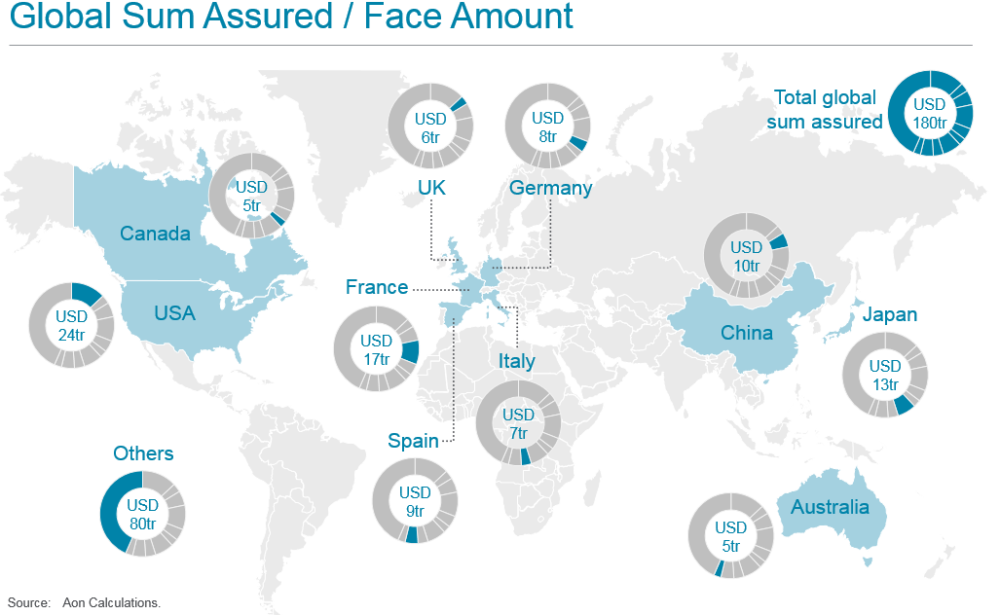 Global Sum Assured / Face Amount
Total global
sum assured
USD
180tr
USD
6tr
UK
USD
8tr
Germany
USD
5tr
Canada
USD
10tr
China
France
USD
17tr
USA
USD
24tr
Japan
USD
13tr
Italy
USD
7tr
Spain
USD
9tr
Others
USD
80tr
Australia
USD
5tr
Source: Aon Calculations.